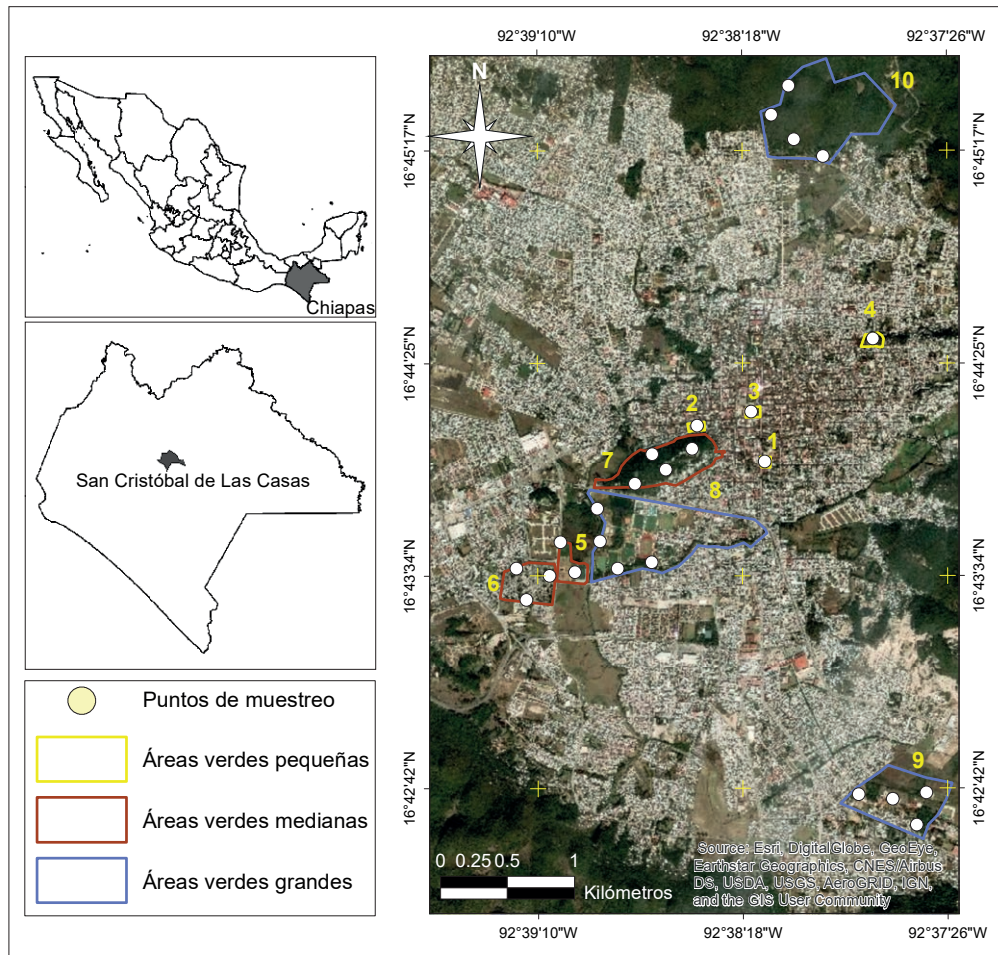 Chiapas
San Cristóbal de Las Casas
Puntos de muestreo
Áreas verdes pequeñas
Áreas verdes medianas
Áreas verdes grandes
92°39'10"W
92°38'18"W
92°37'26"W
N
10
16°45'17"N
16°45'17"N
4
16°44'25"N
16°44'25"N
3
2
1
7
8
5
6
16°43'34"N
16°43'34"N
9
16°42'42"N
16°42'42"N
0 0.25 0.5 1
Kilómetros
Source: Esri, DigitalGlobe, GeoEye,
Earthstar Geographics, CNES/Airbus
DS, USDA, USGS, AeroGRID, IGN,
and the GIS User Community
92°39'10"W
92°38'18"W
92°37'26"W